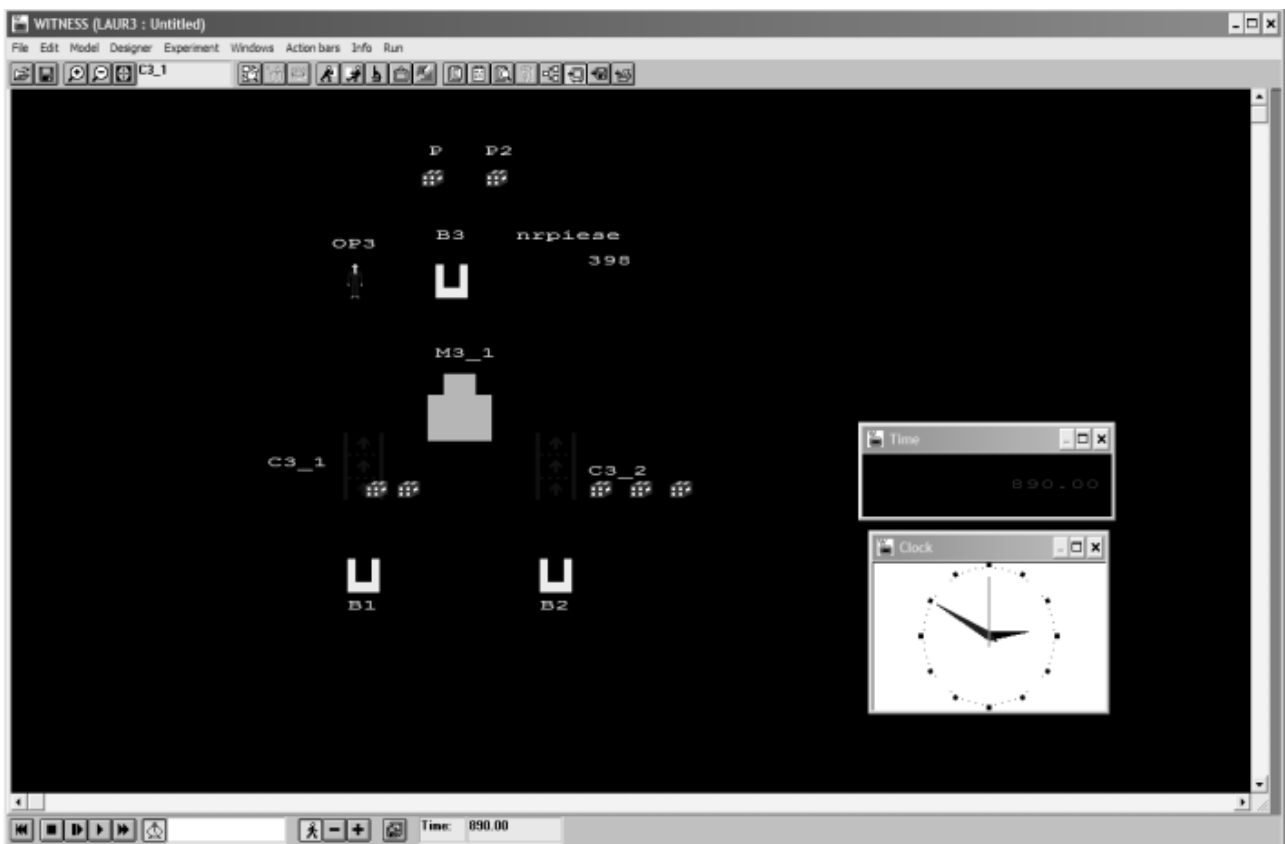 WITNESS (LAUR3 : Untitled)
File Edit Model Designer Experiment Windows Action bars Info Run
C3_1
P P2
OP3 B3 nrpiese
398
M3_1
C3_1 C3_2
B1 B2
Time
890.00
Clock
Time: 890.00